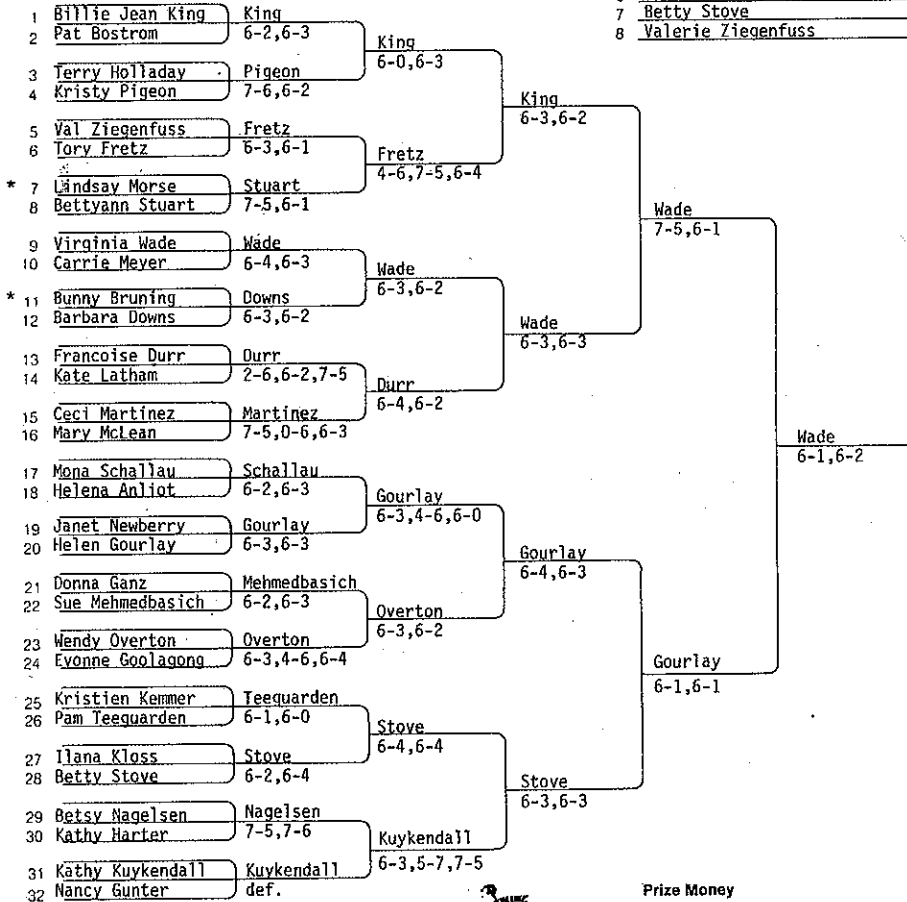 7 Betty Stove
8 Valerie Ziegenfuss
1 Billie Jean King
2 Pat Bostrom
3 Terry Holladay
4 Kristy Pigeon
5 Val Ziegenfuss
6 Tory Fretz
* 7 Lindsay Morse
8 Bettyann Stuart
9 Virginia Wade
10 Carrie Meyer
* 11 Bunny Bruning
12 Barbara Downs
13 Francoise Durr
14 Kate Latham
15 Ceci Martinez
16 Mary McLean
17 Mona Schallau
18 Helena Anliot
19 Janet Newberry
20 Helen Gourlay
21 Donna Ganz
22 Sue Mehmedbasich
23 Wendy Overton
24 Evonne Goolagong
25 Kristien Kemmer
26 Pam Teeguarden
27 Ilana Kloss
28 Betty Stove
29 Betsy Nagelsen
30 Kathy Harter
31 Kathy Kuykendall
32 Nancy Gunter
King
6-2,6-3
Pigeon
7-6,6-2
Fretz
6-3,6-1
Stuart
7-5,6-1
Wade
6-4,6-3
Downs
6-3,6-2
Durr
2-6,6-2,7-5
Martinez
7-5,0-6,6-3
Schallau
6-2,6-3
Gourlay
6-3,6-3
Mehmedbasich
6-2,6-3
Overton
6-3,4-6,6-4
Teeguarden
6-1,6-0
Stove
6-2,6-4
Nagelsen
7-5,7-6
Kuykendall
def.
King
6-0,6-3
Fretz
4-6,7-5,6-4
Wade
6-3,6-2
Durr
6-4,6-2
Gourlay
6-3,4-6,6-0
Overton
6-3,6-2
Stove
6-4,6-4
Kuykendall
6-3,5-7,7-5
King
6-3,6-2
Wade
6-3,6-3
Gourlay
6-4,6-3
Stove
6-3,6-3
Wade
7-5,6-1
Gourlay
6-1,6-1
Wade
6-1,6-2
Prize Money